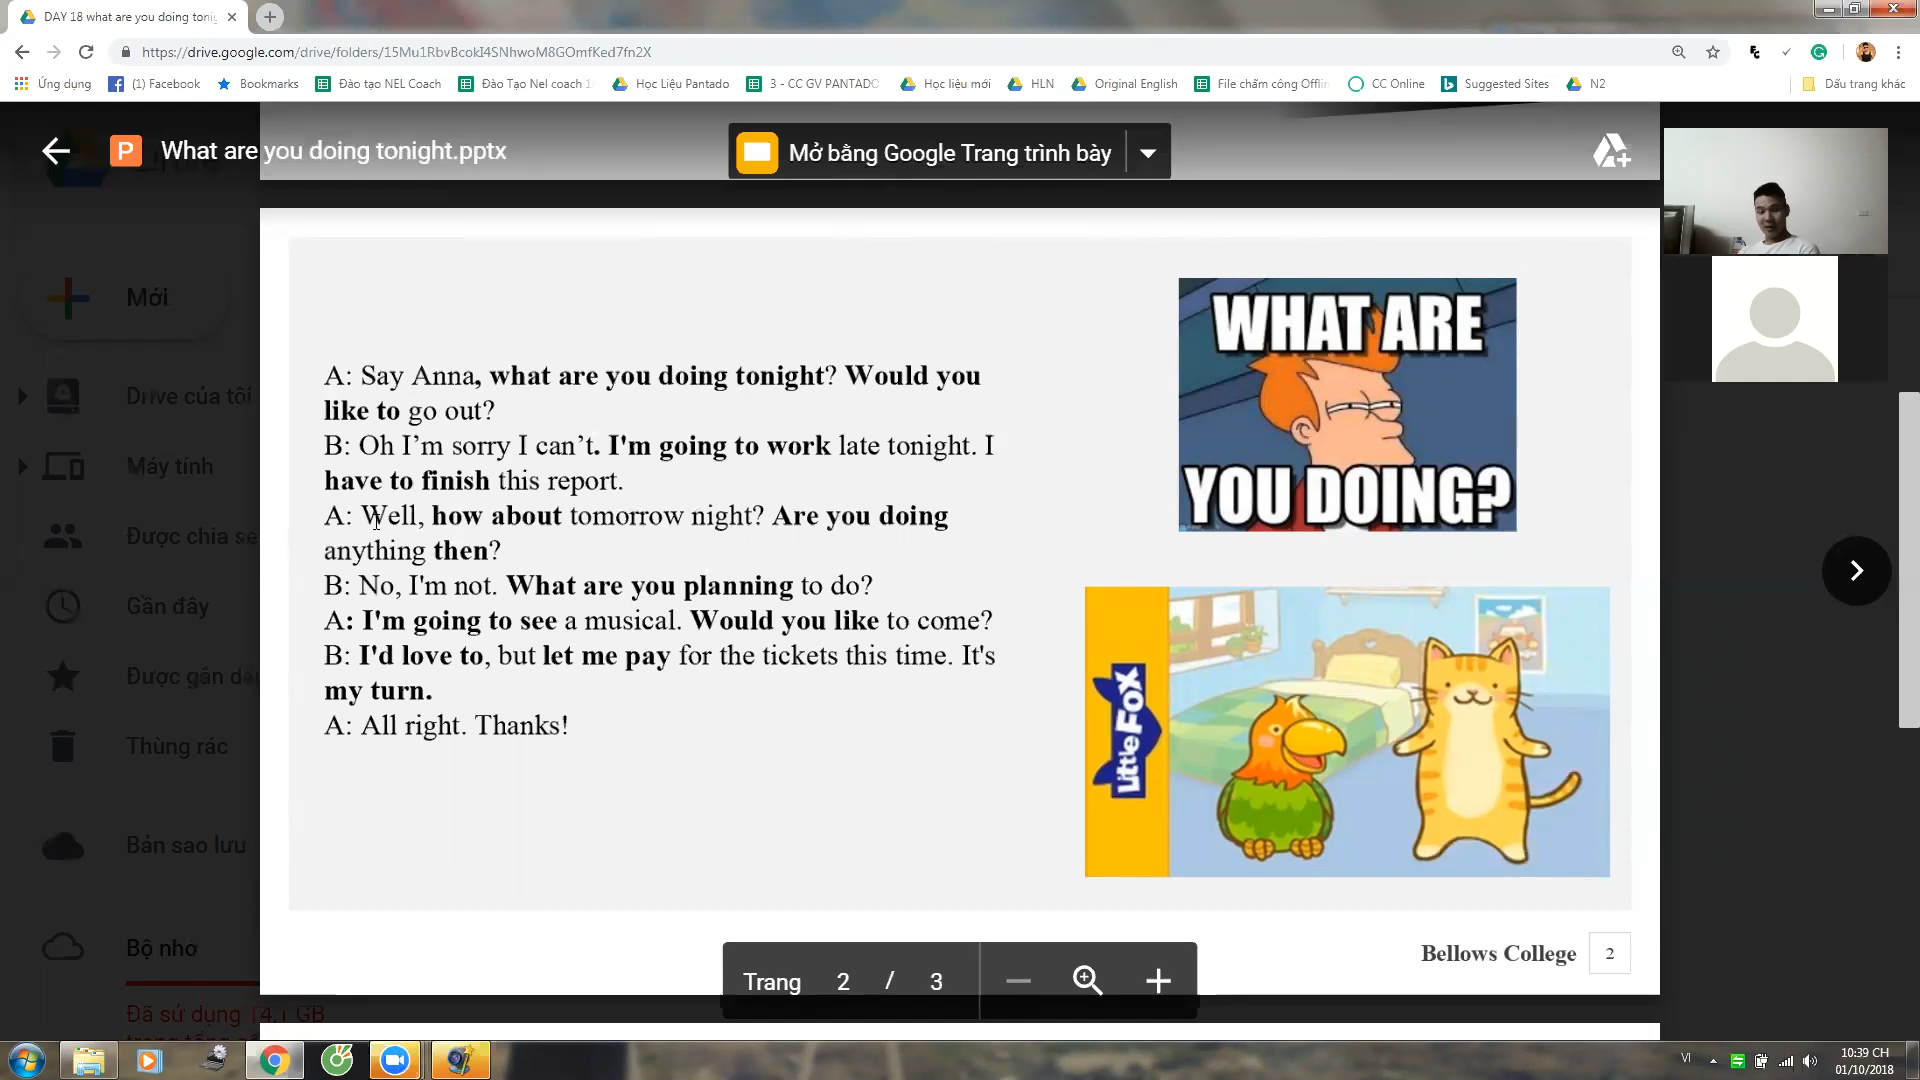 DAY 18 what are you doing tonig
https://drive.google.com/drive/folders/15Mu1RbvBcokI4SNhwoM8GOmfKed7fn2X
Ứng dụng
(1) Facebook
Bookmarks
Đào tạo NEL Coach
Đào Tạo Nel coach 1
Học Liệu Pantado
3 - CC GV PANTADO
Học liệu mới
HLN
Original English
File chấm công Offlin
CC Online
Suggested Sites
N2
Dấu trang khác
P
What are you doing tonight.pptx
Mở bằng Google Trang trình bày
Mới
Drive của tôi
Máy tính
Được chia sẻ
Gần đây
Được gắn dấ
Thùng rác
Bản sao lưu
Bộ nhớ
A: Say Anna, what are you doing tonight? Would you
like to go out?
B: Oh I’m sorry I can’t. I'm going to work late tonight. I
have to finish this report.
A: Well, how about tomorrow night? Are you doing
anything then?
B: No, I'm not. What are you planning to do?
A: I'm going to see a musical. Would you like to come?
B: I'd love to, but let me pay for the tickets this time. It's
my turn.
A: All right. Thanks!
WHAT ARE
YOU DOING?
Little Fox
Bellows College
2
Trang 2 / 3
VI
10:39 CH
01/10/2018